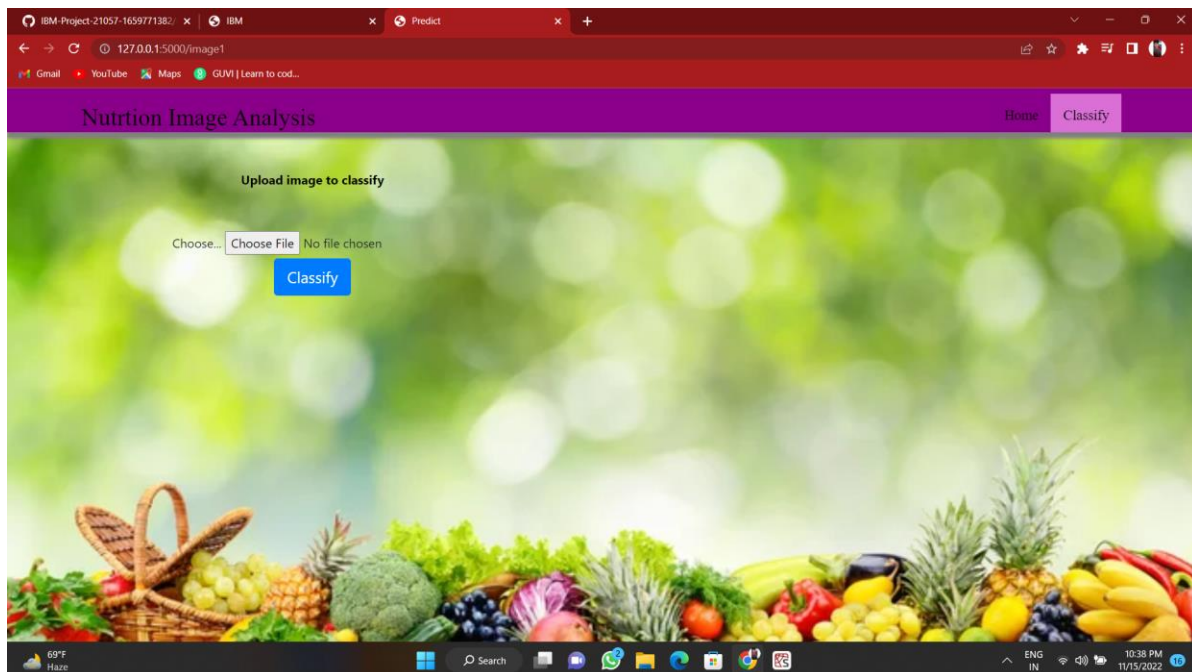 IBM-Project-21057-1659771382/
IBM
Predict
127.0.0.1:5000/image1
Gmail
YouTube
Maps
GUVI | Learn to cod...
Nutrtion Image Analysis
Home
Classify
Upload image to classify
Choose... Choose File No file chosen
Classify
69°F
Haze
Search
2
ENG
IN
10:38 PM
11/15/2022
16